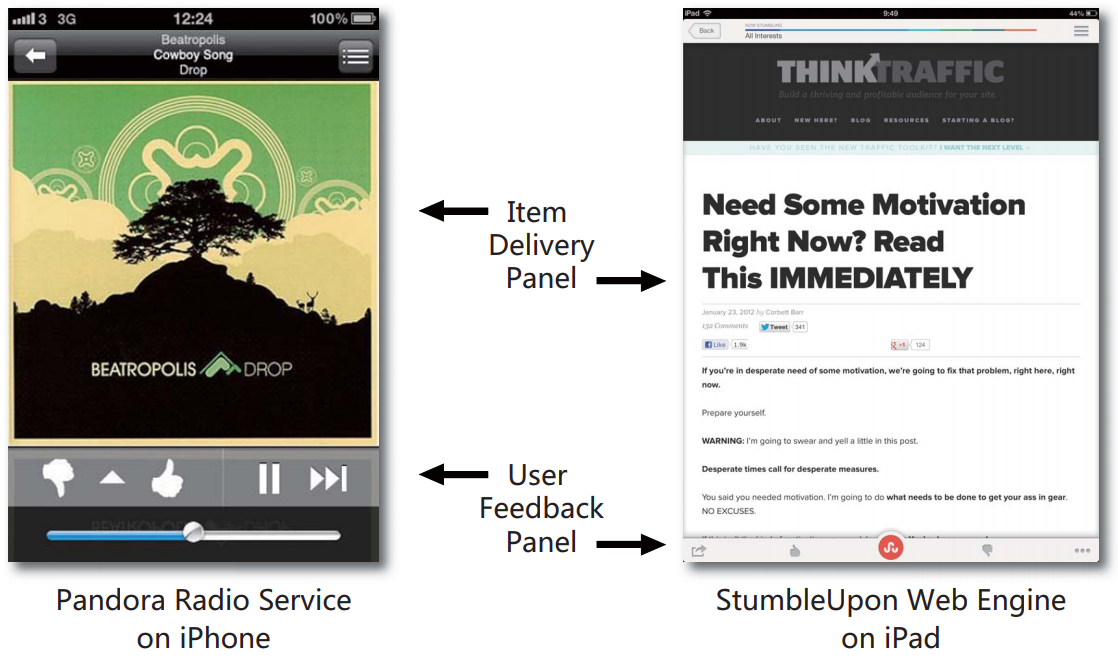 3 3G 12:24 100%
Beatropolis
Cowboy Song
Drop
BEATROPOLIS DROP
Pandora Radio Service
on iPhone
Item
Delivery
Panel
User
Feedback
Panel
iPad 9:49 44%
Back
NOW STUMBLING
All Interests
THINKTRAFFIC
Build a thriving and profitable audience for your site.
ABOUT NEW HERE? BLOG RESOURCES STARTING A BLOG?
HAVE YOU SEEN THE NEW TRAFFIC TOOLKIT? I WANT THE NEXT LEVEL
Need Some Motivation
Right Now? Read
This IMMEDIATELY
January 23, 2012 by Corbett Barr
132 Comments Tweet 341
Like 1.9k +1 124
If you're in desperate need of some motivation, we're going to fix that problem, right here, right
now.
Prepare yourself.
WARNING: I'm going to swear and yell a little in this post.
Desperate times call for desperate measures.
You said you needed motivation. I'm going to do what needs to be done to get your ass in gear.
NO EXCUSES.
StumbleUpon Web Engine
on iPad